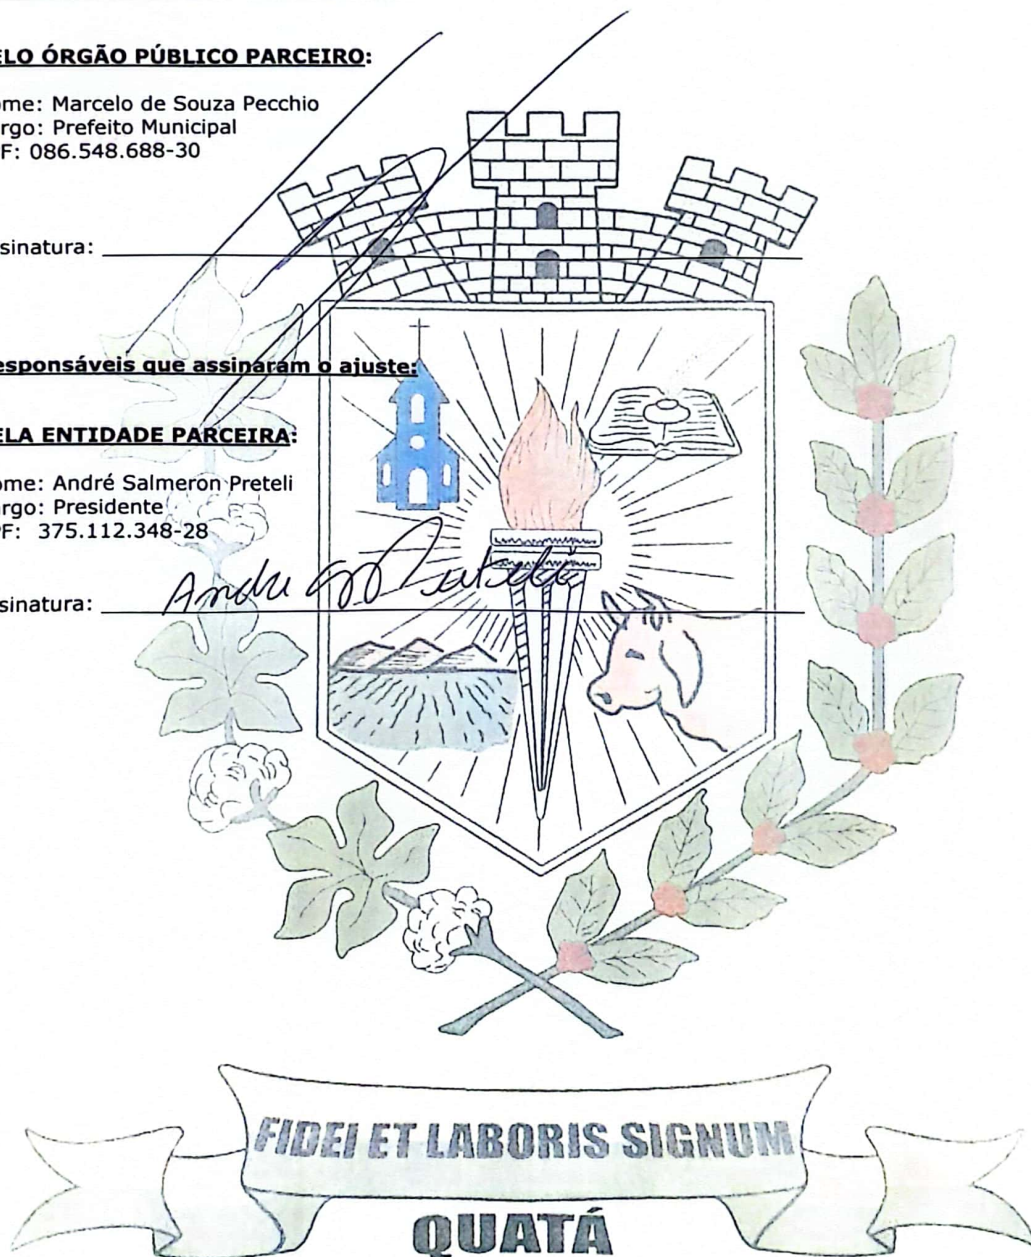 ELO ÓRGÃO PÚBLICO PARCEIRO:
ome: Marcelo de Souza Pecchio
rgo: Prefeito Municipal
F: 086.548.688-30
sinatura:
esponsáveis que assinaram o ajuste:
ELA ENTIDADE PARCEIRA:
ome: André Salmeron Preteli
rgo: Presidente
PF: 375.112.348-28
sinatura: Andre
FIDEI ET LABORIS SIGNUM
QUATÁ